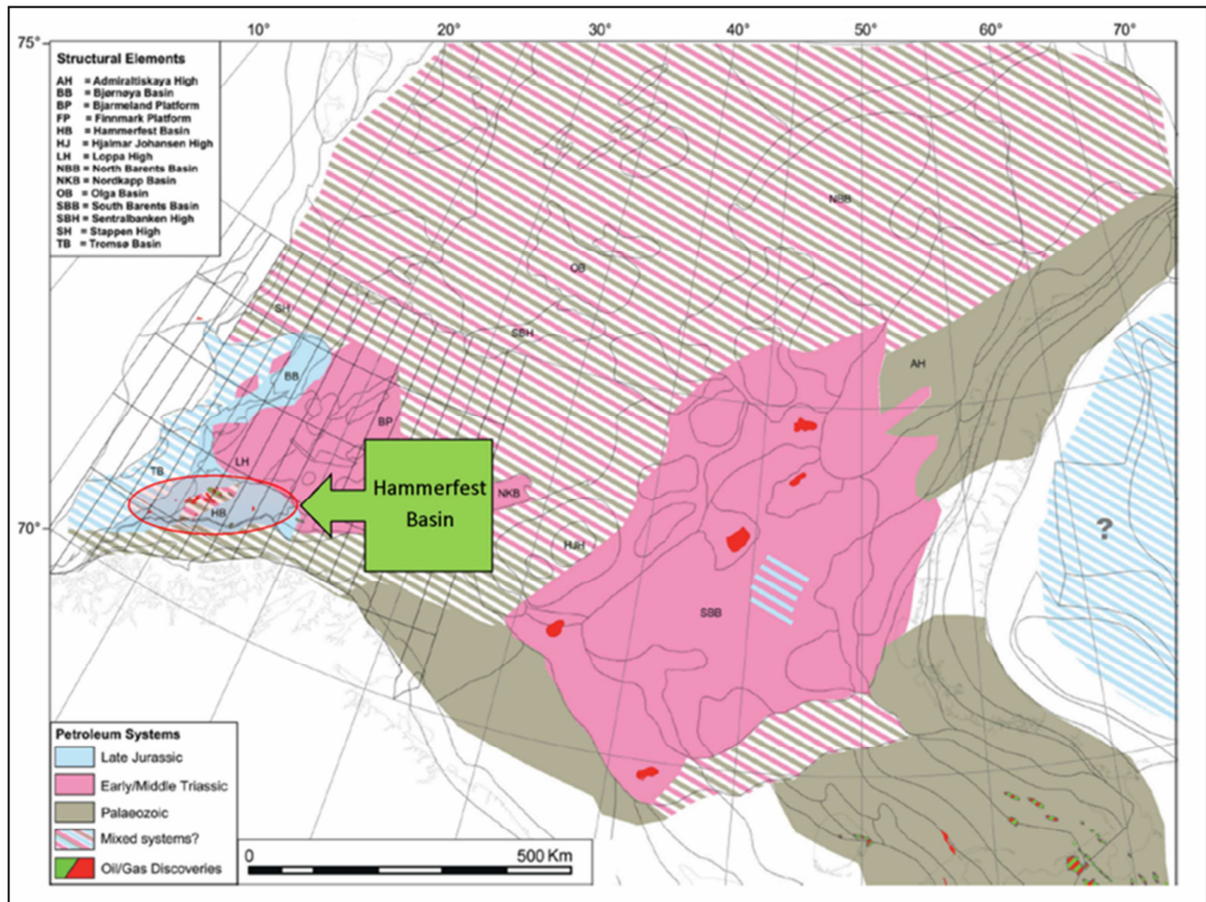 10° 20° 30° 40° 50° 60° 70°
75°
Structural Elements
AH = Admiraltiskaya High
BB = Bjørnøya Basin
BP = Bjarmeland Platform
FP = Finnmark Platform
HB = Hammerfest Basin
HJ = Hjalmar Johansen High
LH = Loppa High
NBB = North Barents Basin
NKB = Nordkapp Basin
OB = Olga Basin
SBB = South Barents Basin
SBH = Sentralbanken High
SH = Stappen High
TB = Tromsø Basin
NBB
OB
SH
SBH
AH
BB
BP
LH
TB
Hammerfest
Basin
NKB
HB
70°
?
HJH
SBB
Petroleum Systems
Late Jurassic
Early/Middle Triassic
Palaeozoic
Mixed systems?
Oil/Gas Discoveries
0 500 Km